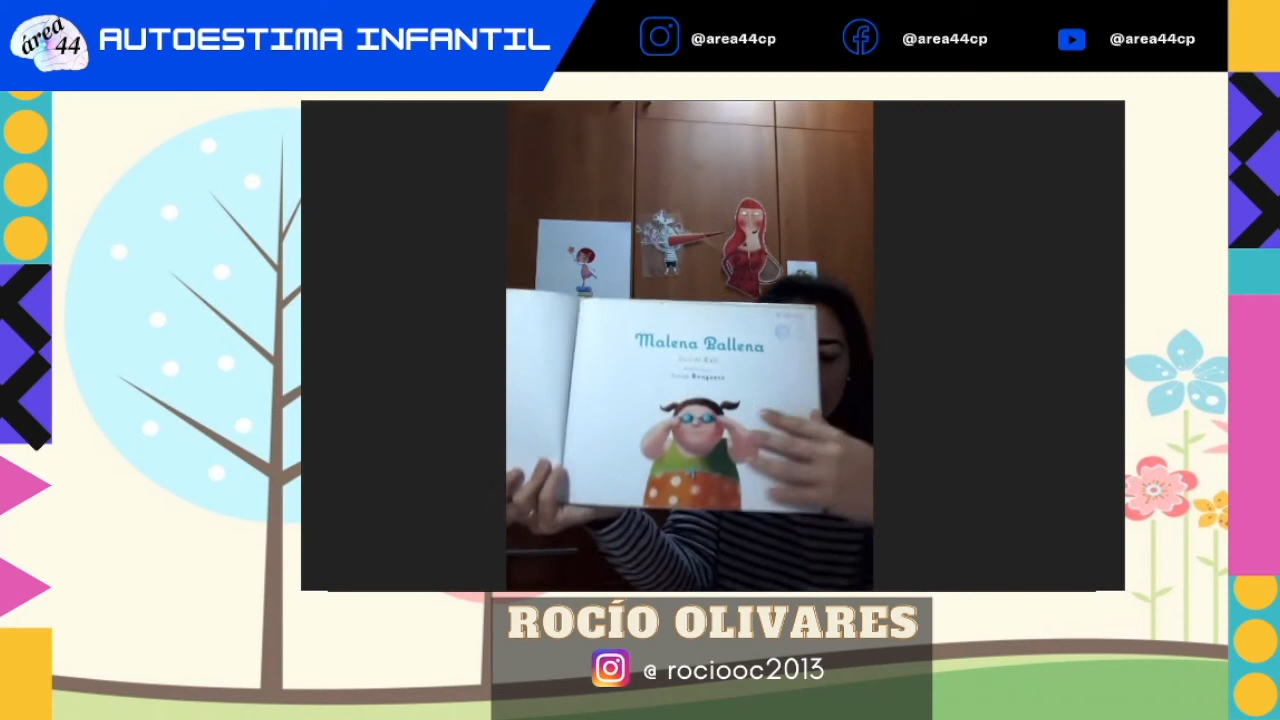 área
44
AUTOESTIMA INFANTIL
@area44cp
@area44cp
@area44cp
Malena Ballena
ROCÍO OLIVARES
@ rociooc2013